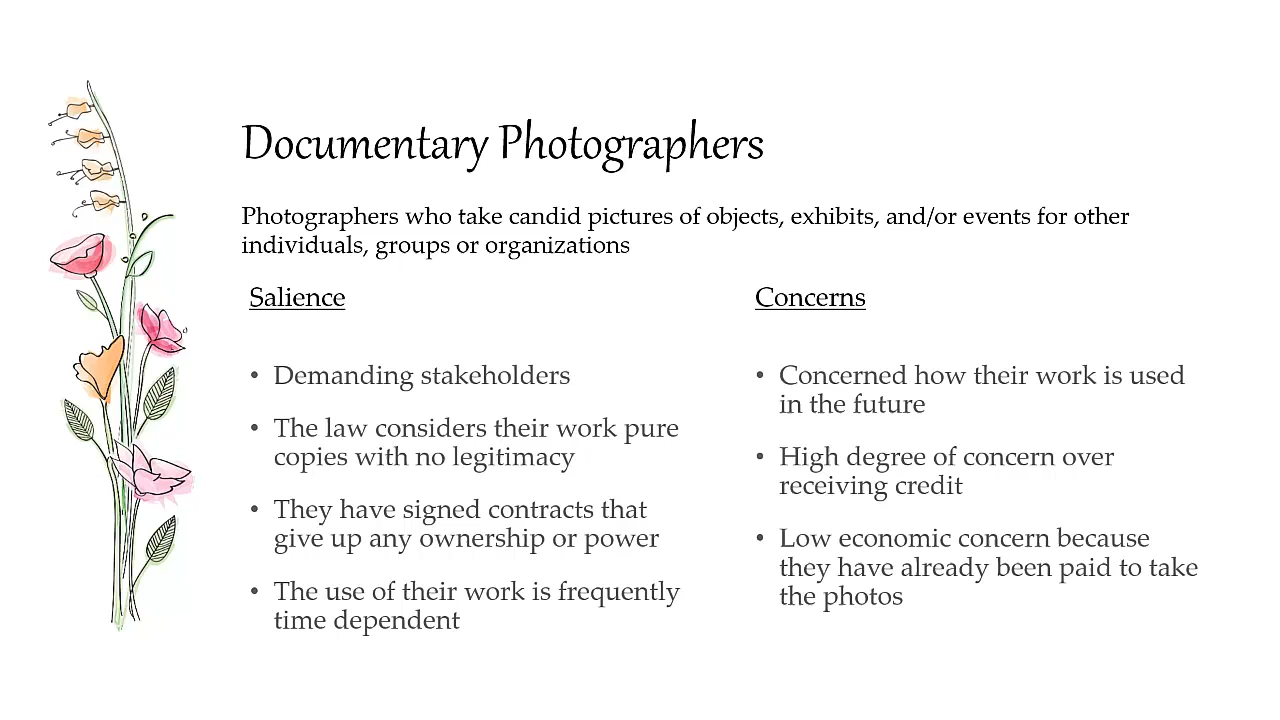 Documentary Photographers
Photographers who take candid pictures of objects, exhibits, and/or events for other
individuals, groups or organizations
Salience
• Demanding stakeholders
• The law considers their work pure
copies with no legitimacy
• They have signed contracts that
give up any ownership or power
• The use of their work is frequently
time dependent
Concerns
• Concerned how their work is used
in the future
• High degree of concern over
receiving credit
• Low economic concern because
they have already been paid to take
the photos